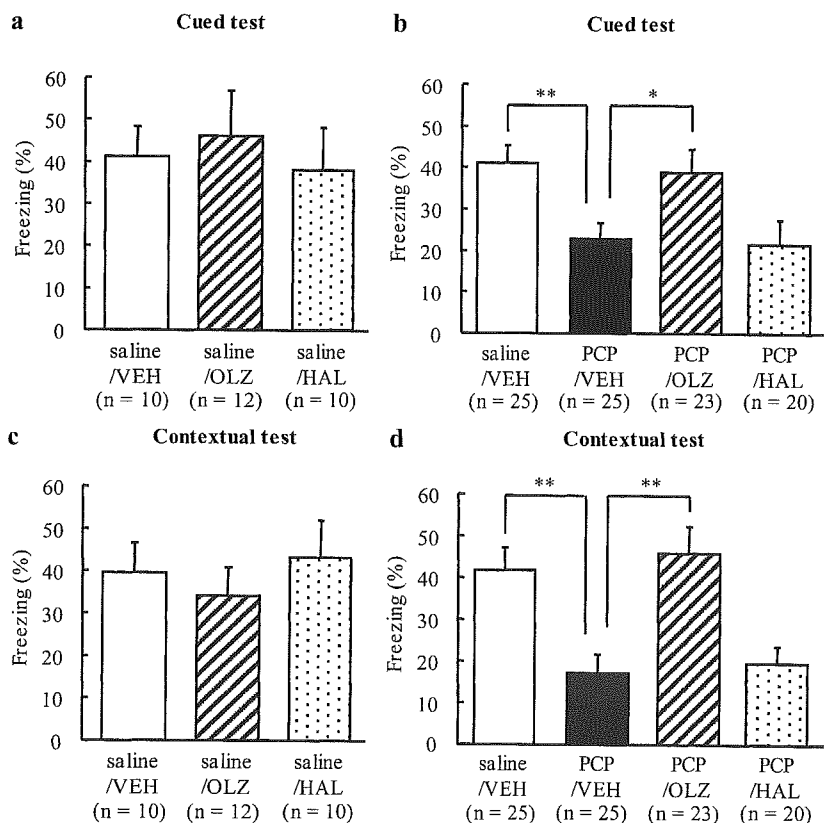 a
Cued test
60
50
40
30
20
10
0
Freezing (%)
saline saline saline
/VEH /OLZ /HAL
(n = 10) (n = 12) (n = 10)
b
Cued test
60
50
40
30
20
10
0
Freezing (%)
** *
saline PCP PCP PCP
/VEH /VEH /OLZ /HAL
(n = 25) (n = 25) (n = 23) (n = 20)
c
Contextual test
60
50
40
30
20
10
0
Freezing (%)
saline saline saline
/VEH /OLZ /HAL
(n = 10) (n = 12) (n = 10)
d
Contextual test
60
50
40
30
20
10
0
Freezing (%)
** **
saline PCP PCP PCP
/VEH /VEH /OLZ /HAL
(n = 25) (n = 25) (n = 23) (n = 20)